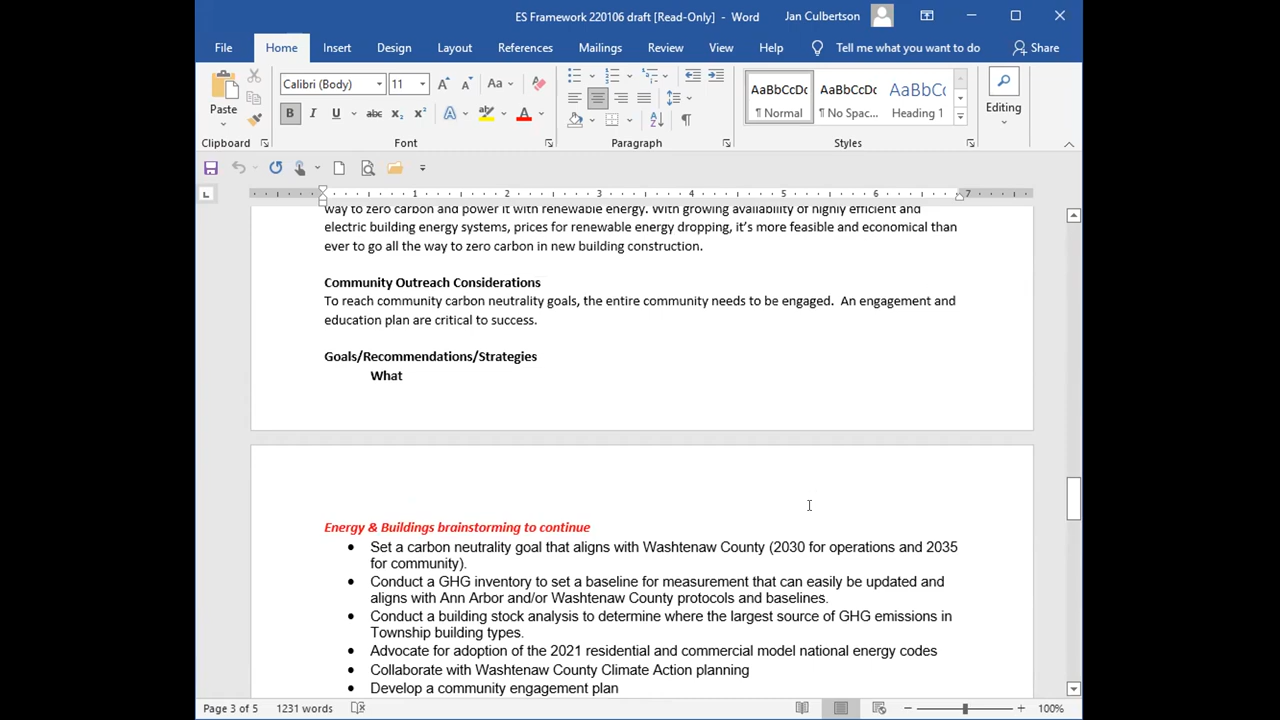 ES Framework 220106 draft [Read-Only] - Word Jan Culbertson
File Home Insert Design Layout References Mailings Review View Help Tell me what you want to do Share
Paste
Calibri (Body) 11
Clipboard Font Paragraph Styles
AaBbCcDc AaBbCcDc AaBbCc
¶ Normal ¶ No Spac... Heading 1
Editing
1 2 3 4 5 6 7
way to zero carbon and power it with renewable energy. With growing availability of highly efficient and
electric building energy systems, prices for renewable energy dropping, it's more feasible and economical than
ever to go all the way to zero carbon in new building construction.
Community Outreach Considerations
To reach community carbon neutrality goals, the entire community needs to be engaged. An engagement and
education plan are critical to success.
Goals/Recommendations/Strategies
What
Energy & Buildings brainstorming to continue
• Set a carbon neutrality goal that aligns with Washtenaw County (2030 for operations and 2035
for community).
• Conduct a GHG inventory to set a baseline for measurement that can easily be updated and
aligns with Ann Arbor and/or Washtenaw County protocols and baselines.
• Conduct a building stock analysis to determine where the largest source of GHG emissions in
Township building types.
• Advocate for adoption of the 2021 residential and commercial model national energy codes
• Collaborate with Washtenaw County Climate Action planning
• Develop a community engagement plan
Page 3 of 5 1231 words 100%